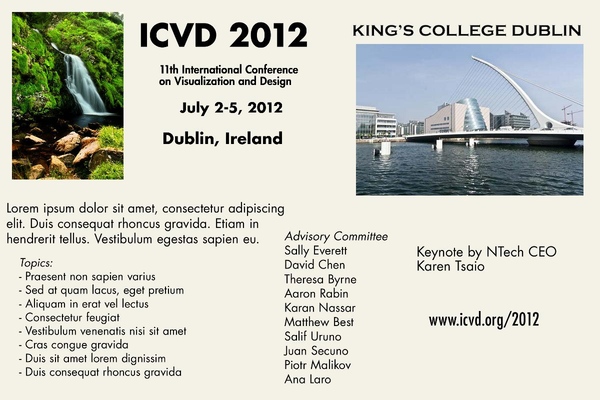 ICVD 2012
11th International Conference
on Visualization and Design
July 2-5, 2012
Dublin, Ireland
KING'S COLLEGE DUBLIN
Lorem ipsum dolor sit amet, consectetur adipiscing
elit. Duis consequat rhoncus gravida. Etiam in
hendrerit tellus. Vestibulum egestas sapien eu.
Topics:
- Praesent non sapien varius
- Sed at quam lacus, eget pretium
- Aliquam in erat vel lectus
- Consectetur feugiat
- Vestibulum venenatis nisi sit amet
- Cras congue gravida
- Duis sit amet lorem dignissim
- Duis consequat rhoncus gravida
Advisory Committee
Sally Everett
David Chen
Theresa Byrne
Aaron Rabin
Karan Nassar
Matthew Best
Salif Uruno
Juan Secuno
Piotr Malikov
Ana Laro
Keynote by NTech CEO
Karen Tsaio
www.icvd.org/2012